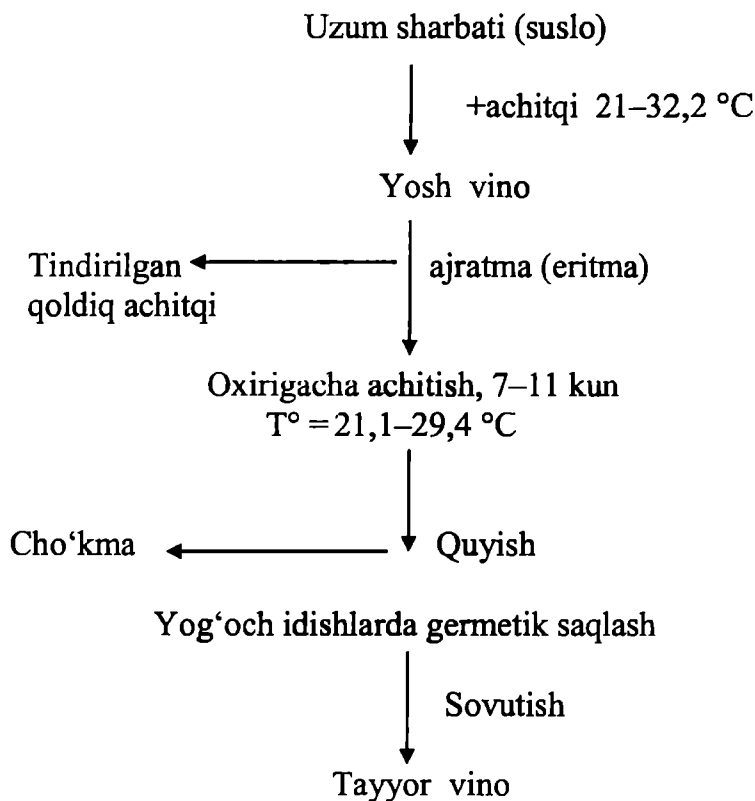 Uzum sharbati (suslo)
+achitqi 21–32,2 °C
Yosh vino
Tindirilgan
qoldiq achitqi
ajratma (eritma)
Oxirigacha achitish, 7–11 kun
T° = 21,1–29,4 °C
Cho‘kma
Quyish
Yog‘och idishlarda germetik saqlash
Sovutish
Tayyor vino